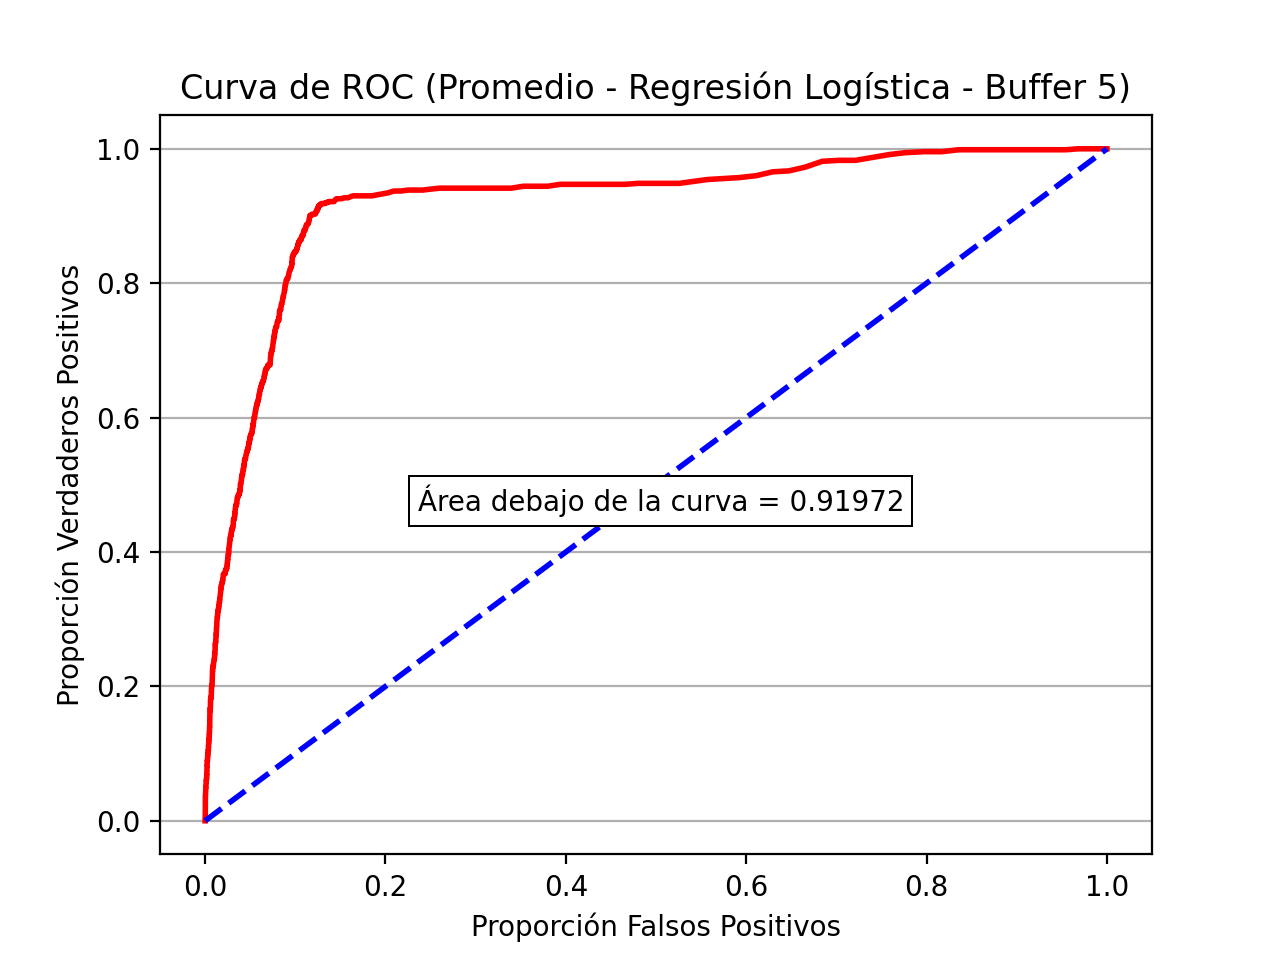 Curva de ROC (Promedio - Regresión Logística - Buffer 5)
1.0
0.8
0.6
0.4
0.2
0.0
Proporción Verdaderos Positivos
Área debajo de la curva = 0.91972
0.0 0.2 0.4 0.6 0.8 1.0
Proporción Falsos Positivos